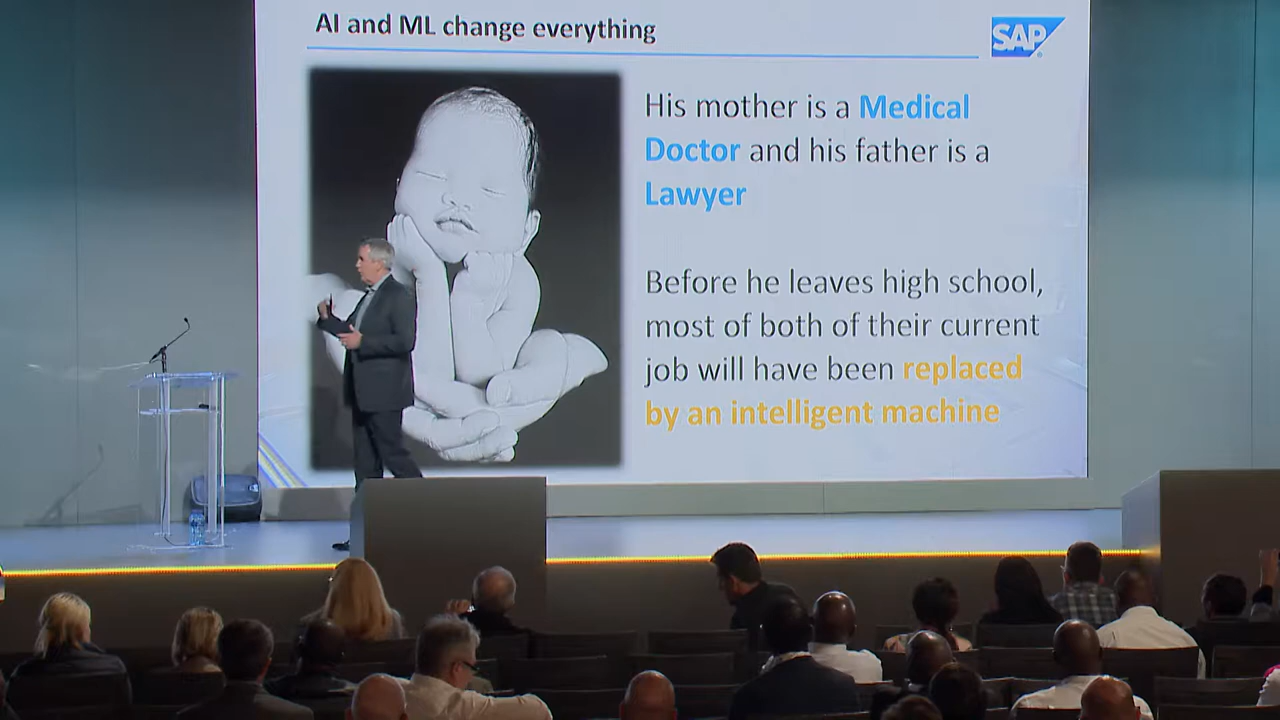 AI and ML change everything
SAP
His mother is a Medical
Doctor and his father is a
Lawyer
Before he leaves high school,
most of both of their current
job will have been replaced
by an intelligent machine